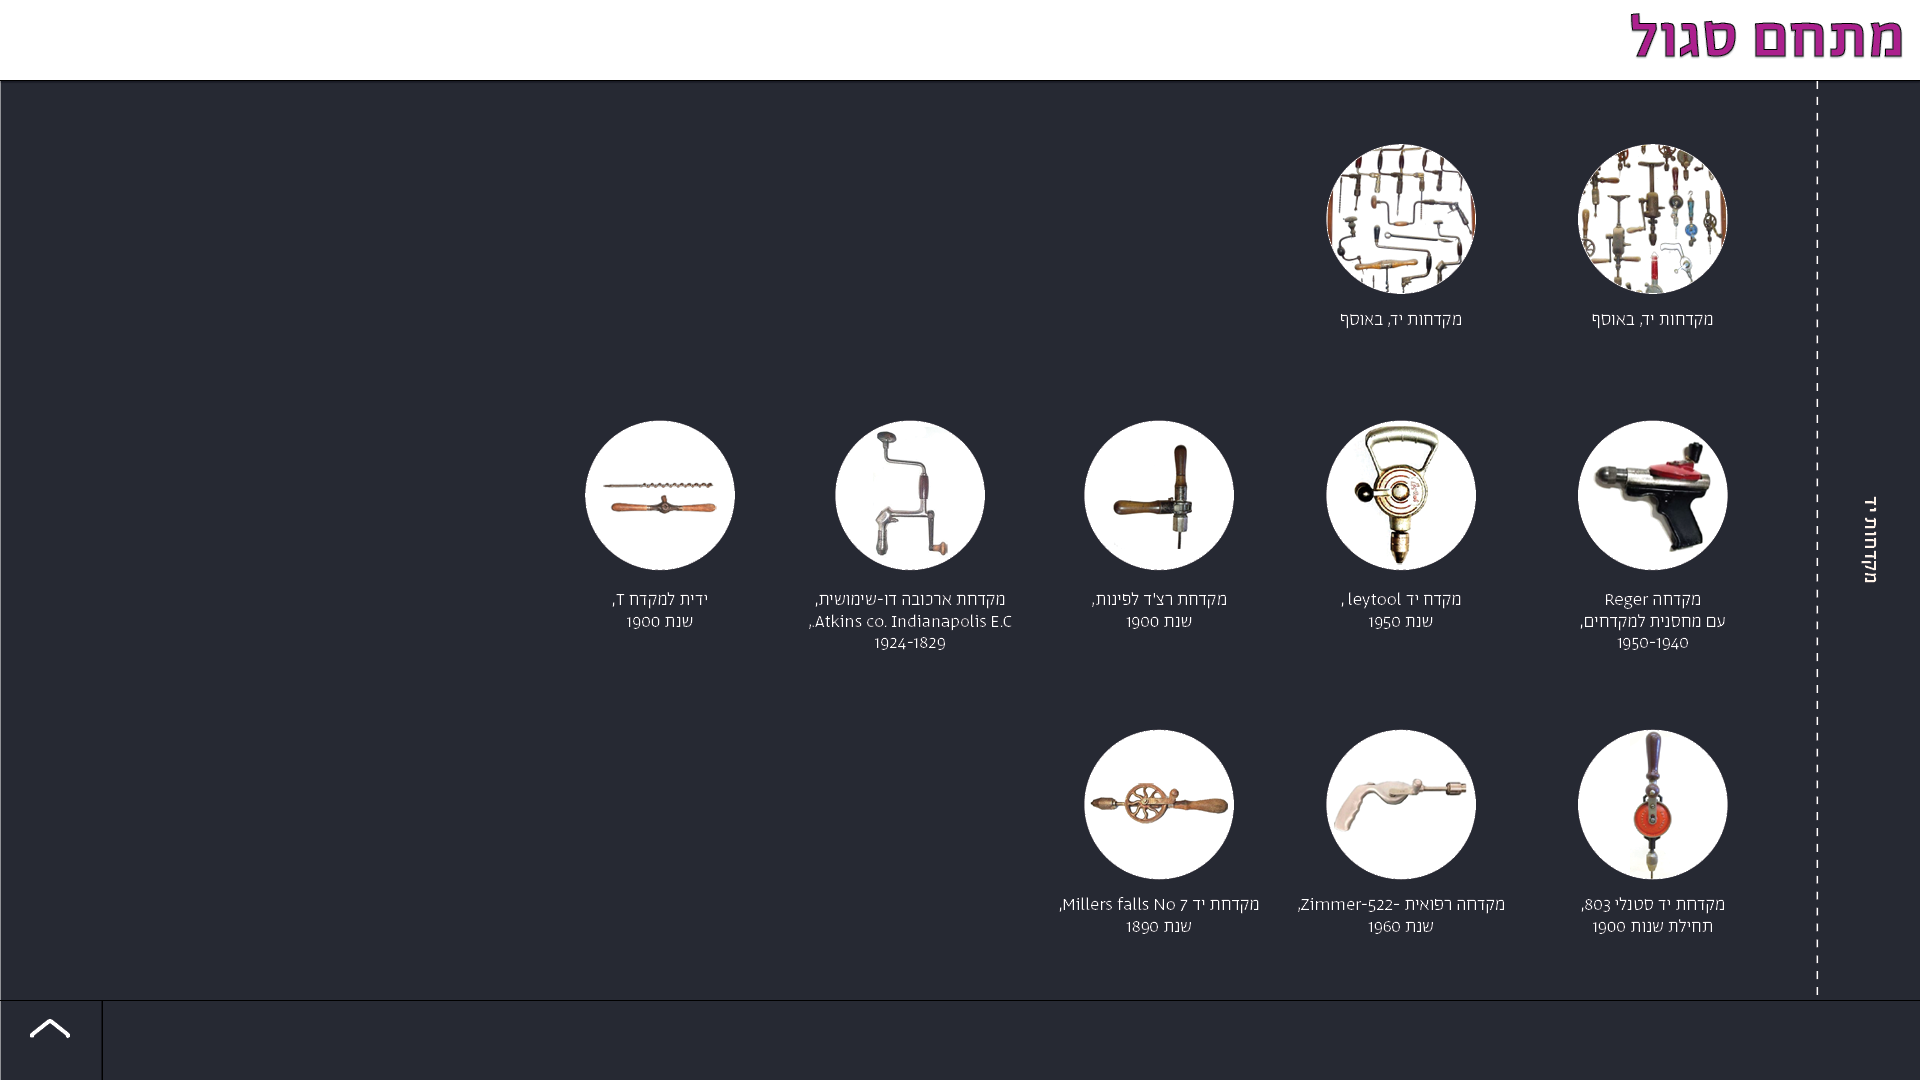 מתחם סגול
מקדחות יד
מקדחות יד, באוסף
מקדחות יד, באוסף
מקדחה Reger
עם מחסנית למקדחים,
1950-1940
מקדח יד leytool ,
שנת 1950
מקדחת רצ'ד לפינות,
שנת 1900
מקדחת ארכובה דו-שימושית,
Atkins co. Indianapolis E.C.,
1924-1829
ידית למקדח T,
שנת 1900
מקדחת יד סטנלי 803,
תחילת שנות 1900
מקדחה רפואית -Zimmer-522,
שנת 1960
מקדחת יד Millers falls No 7,
שנת 1890